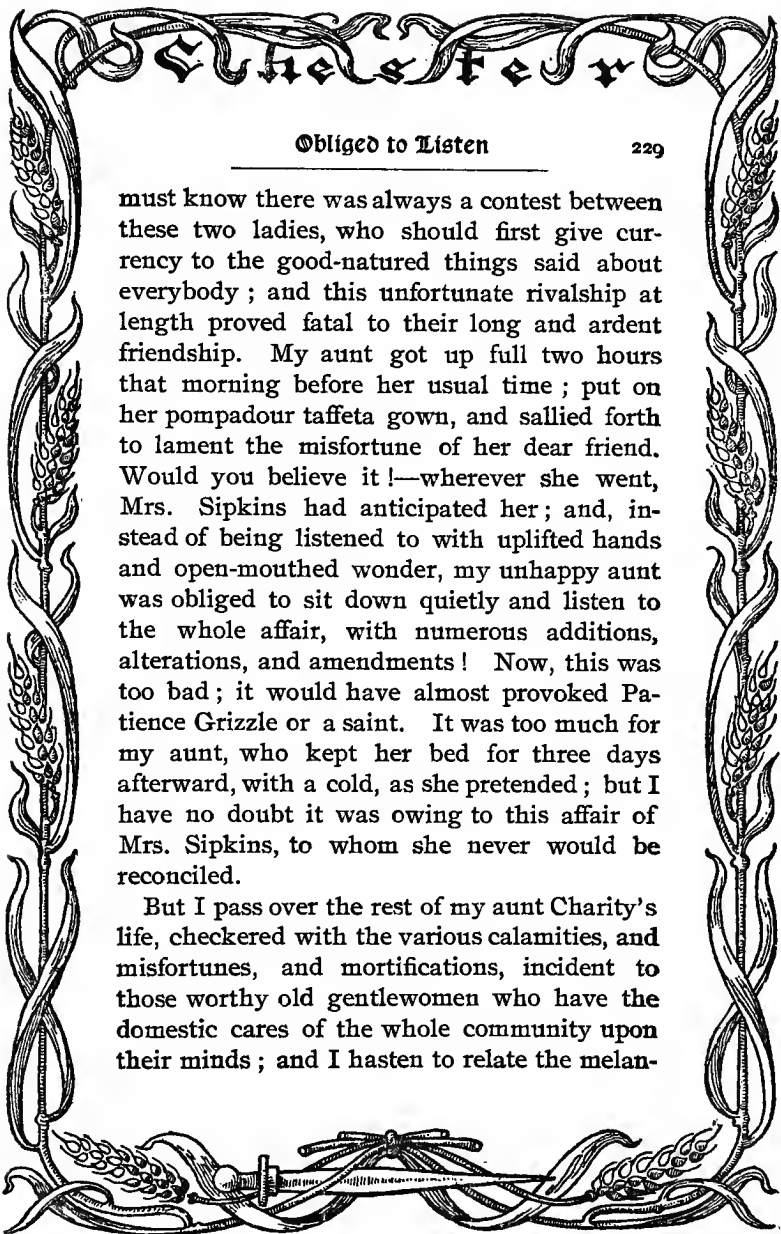 Chelster
Obliged to Listen 229
must know there was always a contest between
these two ladies, who should first give cur-
rency to the good-natured things said about
everybody ; and this unfortunate rivalship at
length proved fatal to their long and ardent
friendship. My aunt got up full two hours
that morning before her usual time ; put on
her pompadour taffeta gown, and sallied forth
to lament the misfortune of her dear friend.
Would you believe it !—wherever she went,
Mrs. Sipkins had anticipated her ; and, in-
stead of being listened to with uplifted hands
and open-mouthed wonder, my unhappy aunt
was obliged to sit down quietly and listen to
the whole affair, with numerous additions,
alterations, and amendments ! Now, this was
too bad ; it would have almost provoked Pa-
tience Grizzle or a saint. It was too much for
my aunt, who kept her bed for three days
afterward, with a cold, as she pretended ; but I
have no doubt it was owing to this affair of
Mrs. Sipkins, to whom she never would be
reconciled.
But I pass over the rest of my aunt Charity's
life, checkered with the various calamities, and
misfortunes, and mortifications, incident to
those worthy old gentlewomen who have the
domestic cares of the whole community upon
their minds ; and I hasten to relate the melan-